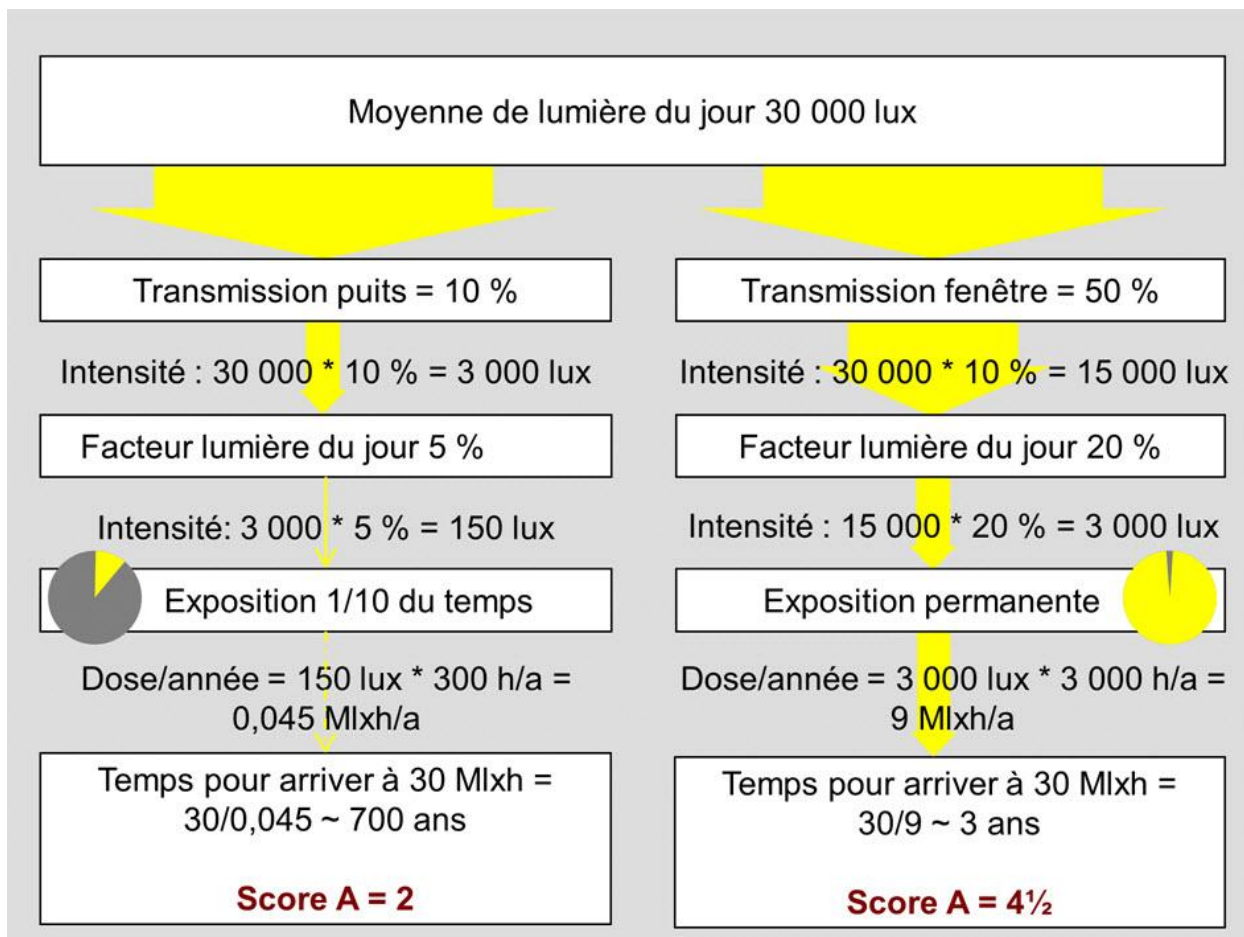 Moyenne de lumière du jour 30 000 lux
Transmission puits = 10 %
Intensité : 30 000 * 10 % = 3 000 lux
Facteur lumière du jour 5 %
Intensité: 3 000 * 5 % = 150 lux
Exposition 1/10 du temps
Dose/année = 150 lux * 300 h/a =
0,045 Mlxh/a
Temps pour arriver à 30 Mlxh =
30/0,045 ~ 700 ans
Score A = 2
Transmission fenêtre = 50 %
Intensité : 30 000 * 10 % = 15 000 lux
Facteur lumière du jour 20 %
Intensité : 15 000 * 20 % = 3 000 lux
Exposition permanente
Dose/année = 3 000 lux * 3 000 h/a =
9 Mlxh/a
Temps pour arriver à 30 Mlxh =
30/9 ~ 3 ans
Score A = 4½